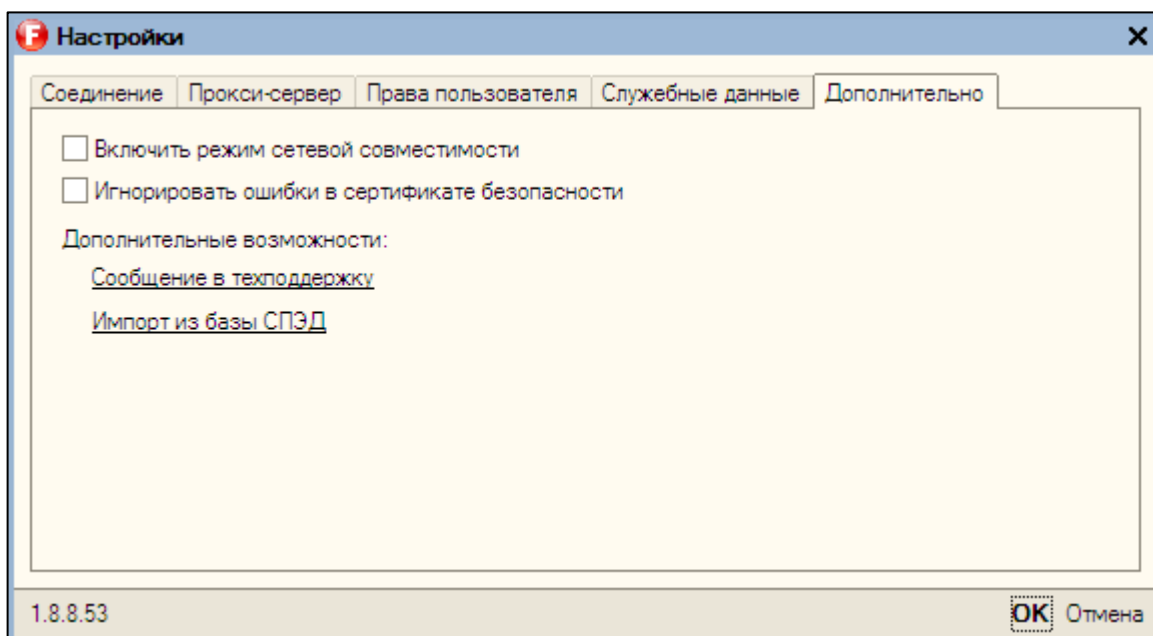 F Настройки
Соединение Прокси-сервер Права пользователя Служебные данные Дополнительно
Включить режим сетевой совместимости
Игнорировать ошибки в сертификате безопасности
Дополнительные возможности:
Сообщение в техподдержку
Импорт из базы СПЭД
1.8.8.53 OK Отмена